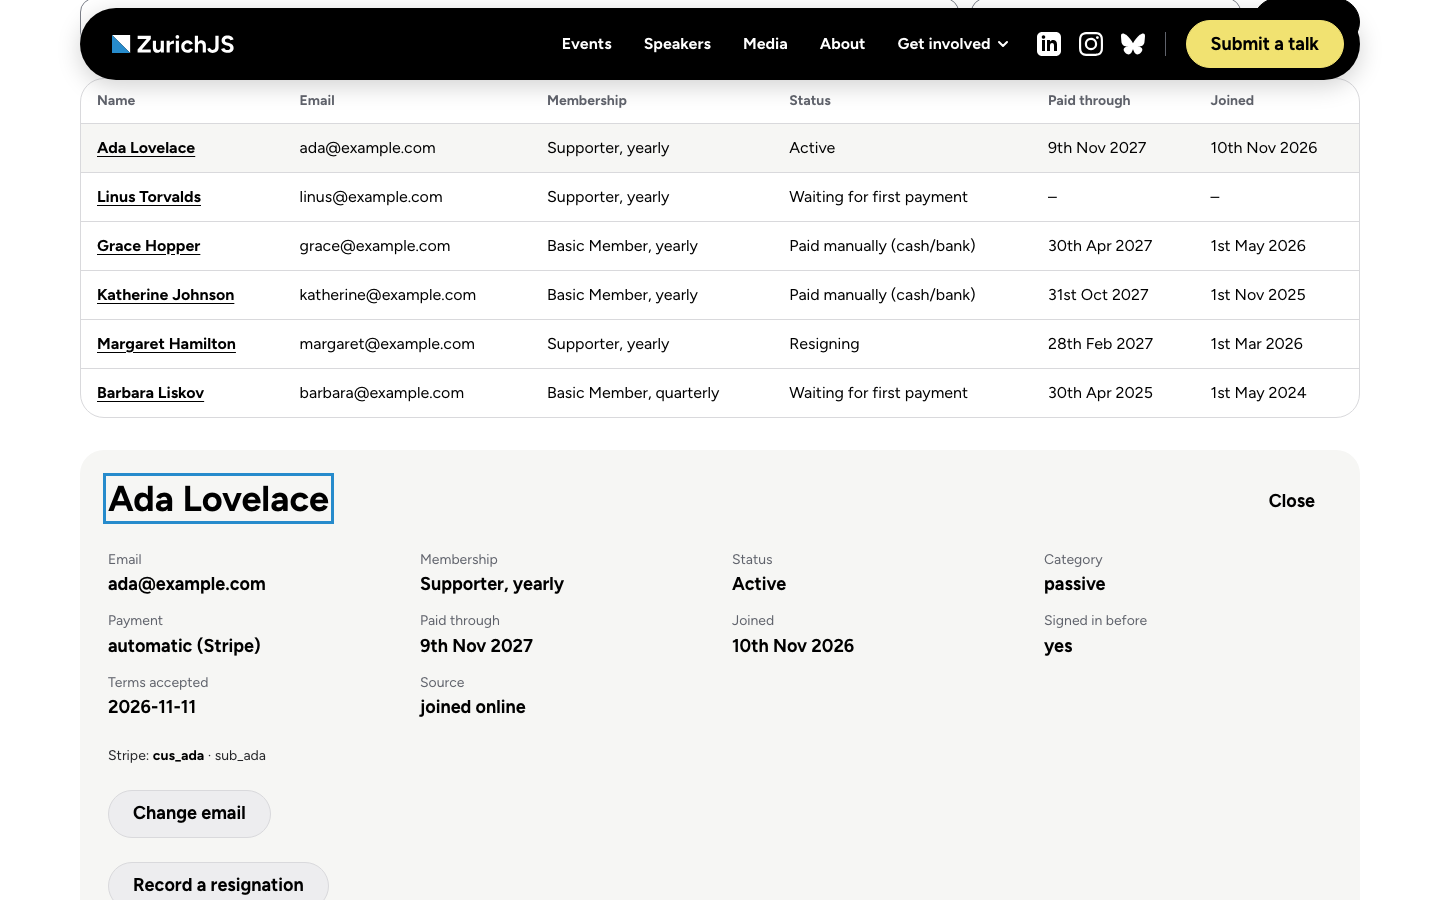 ZurichJS Events Speakers Media About Get involved Submit a talk
Name Email Membership Status Paid through Joined
Ada Lovelace ada@example.com Supporter, yearly Active 9th Nov 2027 10th Nov 2026
Linus Torvalds linus@example.com Supporter, yearly Waiting for first payment – –
Grace Hopper grace@example.com Basic Member, yearly Paid manually (cash/bank) 30th Apr 2027 1st May 2026
Katherine Johnson katherine@example.com Basic Member, yearly Paid manually (cash/bank) 31st Oct 2027 1st Nov 2025
Margaret Hamilton margaret@example.com Supporter, yearly Resigning 28th Feb 2027 1st Mar 2026
Barbara Liskov barbara@example.com Basic Member, quarterly Waiting for first payment 30th Apr 2025 1st May 2024
Ada Lovelace Close
Email Membership Status Category
ada@example.com Supporter, yearly Active passive
Payment Paid through Joined Signed in before
automatic (Stripe) 9th Nov 2027 10th Nov 2026 yes
Terms accepted Source
2026-11-11 joined online
Stripe: cus_ada · sub_ada
Change email
Record a resignation